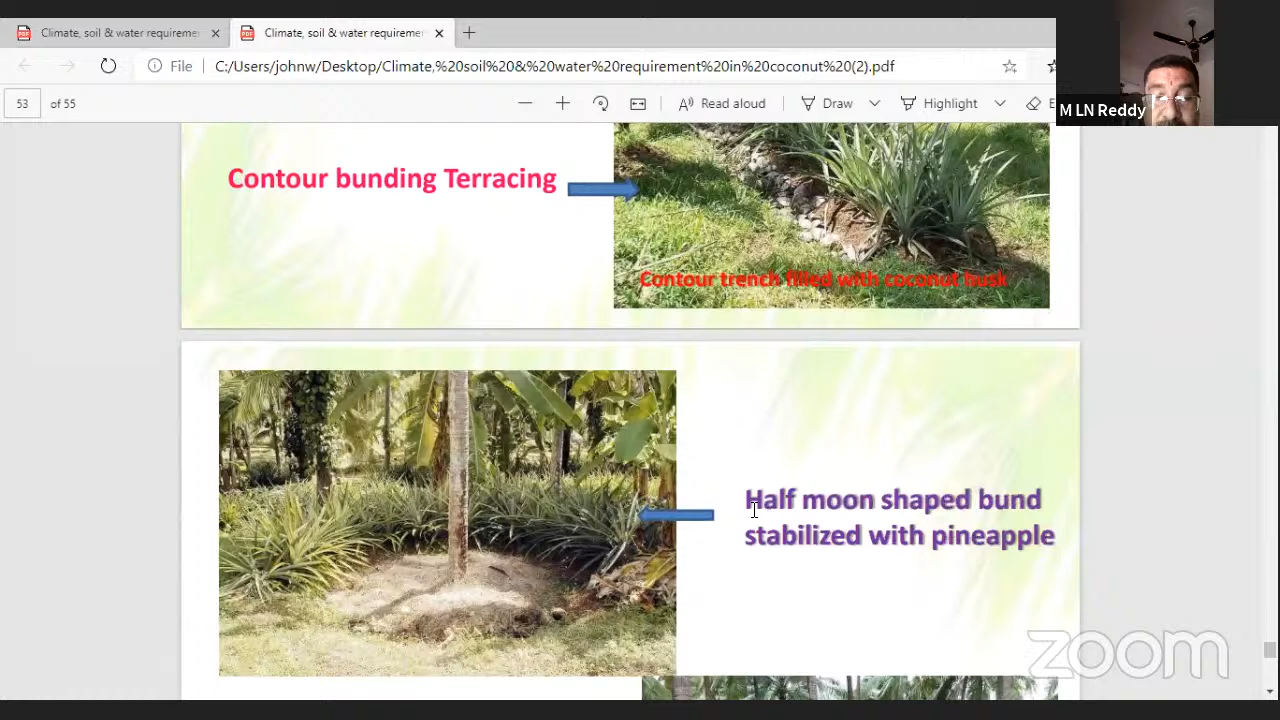 Climate, soil & water requireme
Climate, soil & water requiremen
File
C:/Users/johnw/Desktop/Climate,%20soil%20&%20water%20requirement%20in%20coconut%20(2).pdf
53 of 55
Read aloud
Draw
Highlight
E
M LN Reddy
Contour bunding Terracing
Contour trench filled with coconut husk
Half moon shaped bund
stabilized with pineapple
zoom